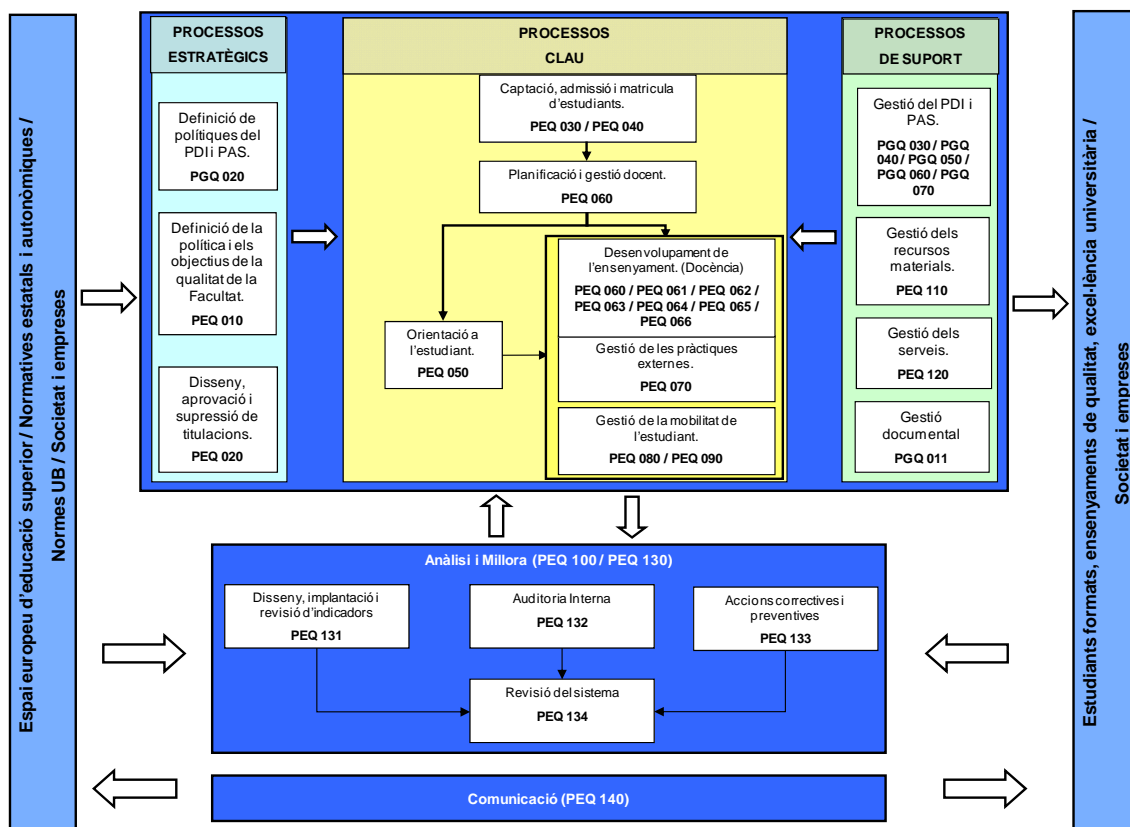 Espai europeu d'educació superior / Normatives estatals i autonòmiques /
Normes UB / Societat i empreses
PROCESSOS
ESTRATÈGICS
Definició de
polítiques del
PDI i PAS.
PGQ 020
Definició de la
política i els
objectius de la
qualitat de la
Facultat.
PEQ 010
Disseny,
aprovació i
supressió de
titulacions.
PEQ 020
PROCESSOS
CLAU
Captació, admissió i matricula
d'estudiants.
PEQ 030 / PEQ 040
Planificació i gestió docent.
PEQ 060
Desenvolupament de
l'ensenyament. (Docència)
PEQ 060 / PEQ 061 / PEQ 062 /
PEQ 063 / PEQ 064 / PEQ 065 /
PEQ 066
Orientació a
l'estudiant.
PEQ 050
Gestió de les pràctiques
externes.
PEQ 070
Gestió de la mobilitat de
l'estudiant.
PEQ 080 / PEQ 090
PROCESSOS
DE SUPORT
Gestió del PDI i
PAS.
PGQ 030 / PGQ
040 / PGQ 050 /
PGQ 060 / PGQ
070
Gestió dels
recursos
materials.
PEQ 110
Gestió dels
serveis.
PEQ 120
Gestió
documental
PGQ 011
Anàlisi i Millora (PEQ 100 / PEQ 130)
Disseny, implantació i
revisió d'indicadors
PEQ 131
Auditoria Interna
PEQ 132
Accions correctives i
preventives
PEQ 133
Revisió del sistema
PEQ 134
Comunicació (PEQ 140)
Estudiants formats, ensenyaments de qualitat, excel·lència universitària /
Societat i empreses